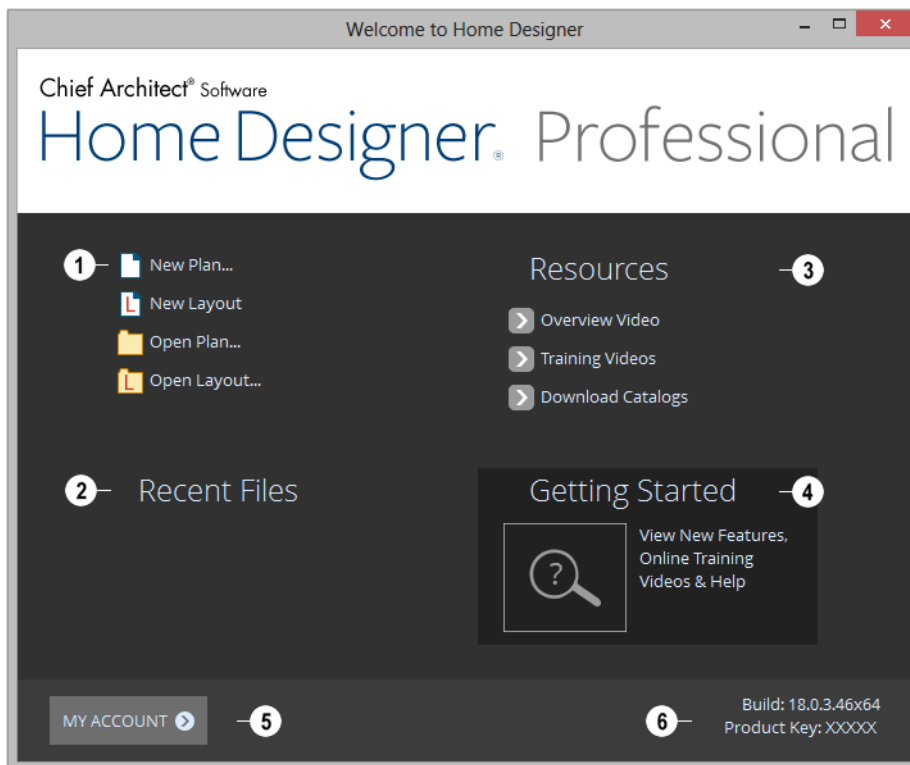 Welcome to Home Designer
Chief Architect® Software
Home Designer® Professional
1
New Plan...
New Layout
Open Plan...
Open Layout...
Resources
3
Overview Video
Training Videos
Download Catalogs
2
Recent Files
Getting Started
4
View New Features,
Online Training
Videos & Help
MY ACCOUNT
5
6
Build: 18.0.3.46x64
Product Key: XXXXX